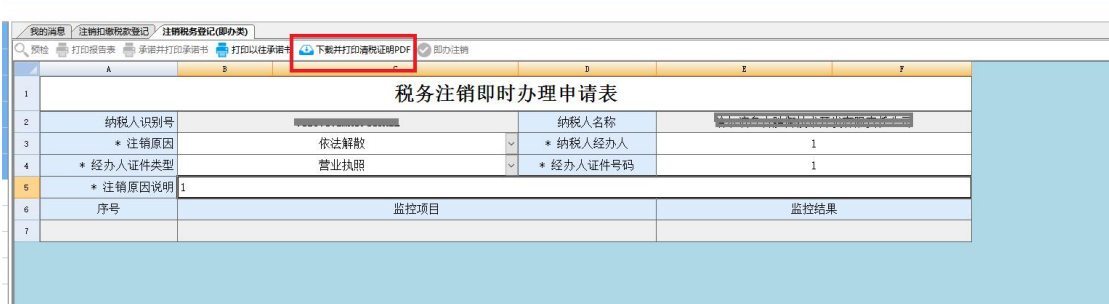 我的消息 注销扣缴税款登记 注销税务登记(即办类)
预检 打印报告表 承诺并打印承诺书 打印以往承诺书 下载并打印清税证明PDF 即办注销
A B C D E F
1 税务注销即时办理申请表
2 纳税人识别号 纳税人名称
3 * 注销原因 依法解散 * 纳税人经办人 1
4 * 经办人证件类型 营业执照 * 经办人证件号码 1
5 * 注销原因说明 1
6 序号 监控项目 监控结果
7